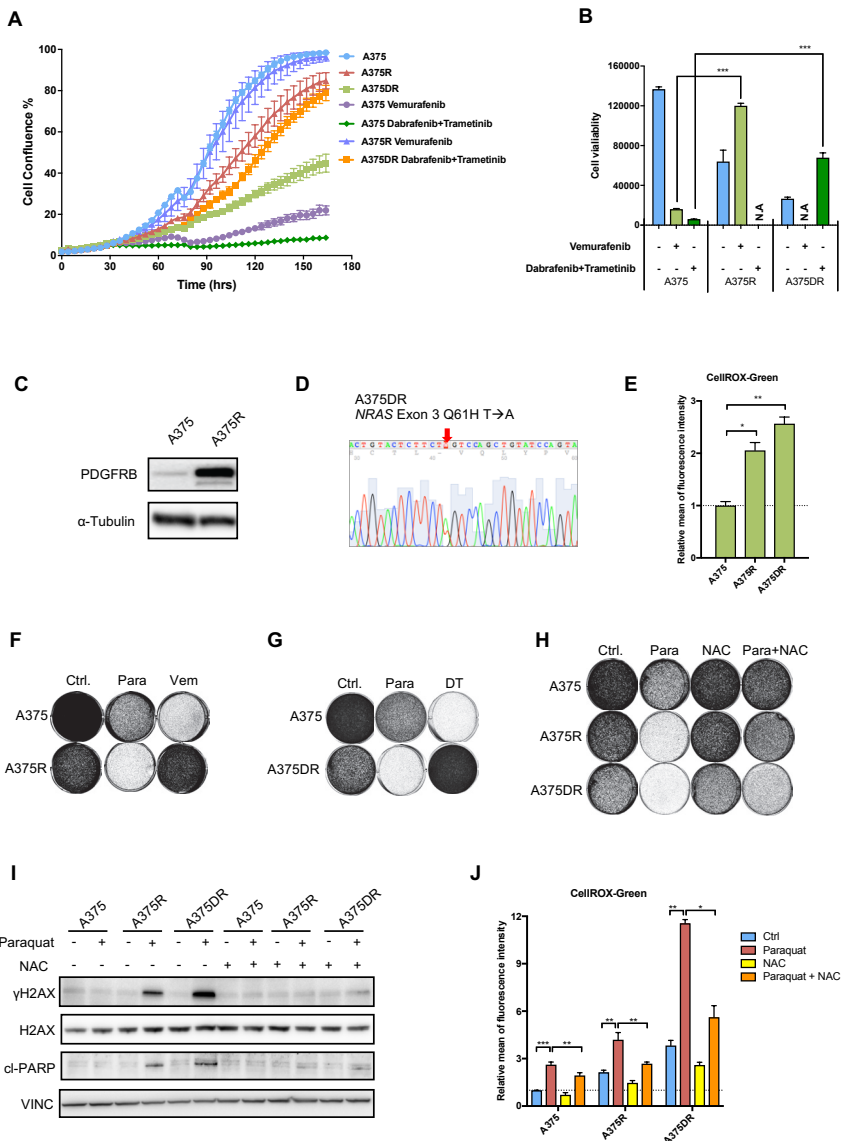 A
A375
A375R
A375DR
A375 Vemurafenib
A375 Dabrafenib+Trametinib
A375R Vemurafenib
A375DR Dabrafenib+Trametinib
Cell Confluence %
100
80
60
40
20
0
0 30 60 90 120 150 180
Time (hrs)
B
Cell viability
160000
120000
80000
40000
0
***
***
N.A N.A
Vemurafenib - + - - + - - + -
Dabrafenib+Trametinib - - + - - + - - +
A375 A375R A375DR
C
A375 A375R
PDGFRB
α-Tubulin
D
A375DR
NRAS Exon 3 Q61H T→A
E
CellROX-Green
Relative mean of fluorescence intensity
3
2
1
0
**
*
A375 A375R A375DR
F
Ctrl. Para Vem
A375
A375R
G
Ctrl. Para DT
A375
A375DR
H
Ctrl. Para NAC Para+NAC
A375
A375R
A375DR
I
A375 A375R A375DR A375 A375R A375DR
Paraquat - + - + - + - + - + - +
NAC - - - - - - + + + + + +
γH2AX
H2AX
cl-PARP
VINC
J
CellROX-Green
Relative mean of fluorescence intensity
12
9
6
3
0
*** **
** **
** *
A375 A375R A375DR
Ctrl
Paraquat
NAC
Paraquat + NAC